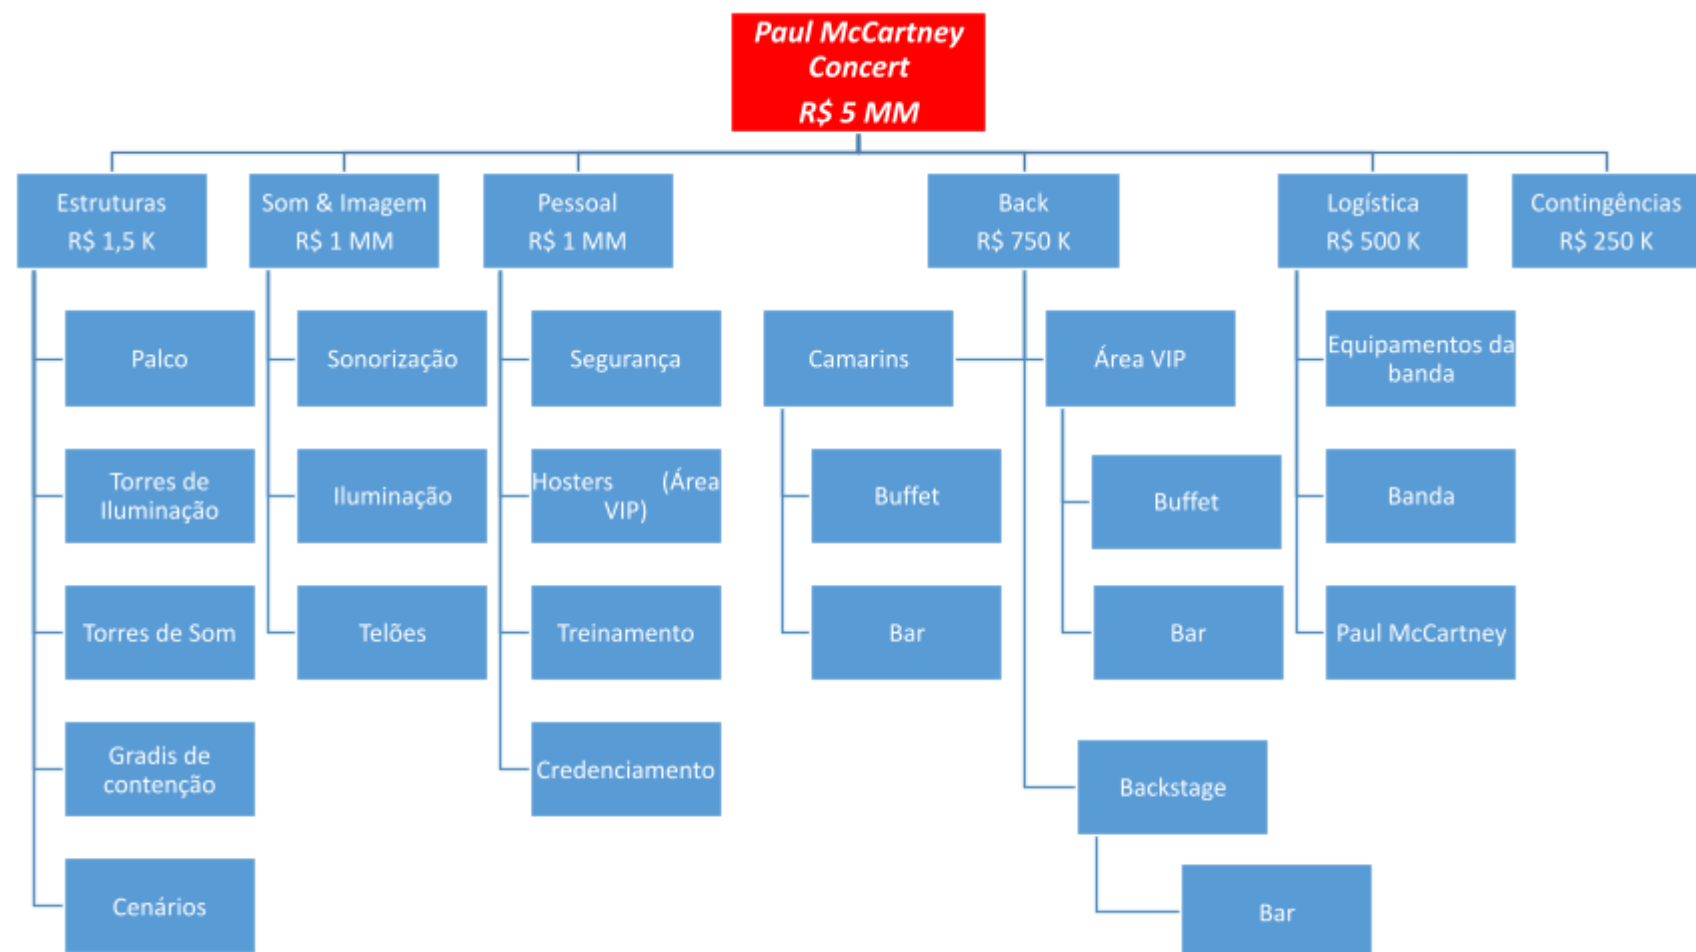 Paul McCartney
Concert
R$ 5 MM
Estruturas
R$ 1,5 K
Som & Imagem
R$ 1 MM
Pessoal
R$ 1 MM
Back
R$ 750 K
Logística
R$ 500 K
Contingências
R$ 250 K
Palco
Torres de
Iluminação
Torres de Som
Gradis de
contenção
Cenários
Sonorização
Iluminação
Telões
Segurança
Hosters (Área
VIP)
Treinamento
Credenciamento
Camarins
Buffet
Bar
Área VIP
Buffet
Bar
Backstage
Bar
Equipamentos da
banda
Banda
Paul McCartney